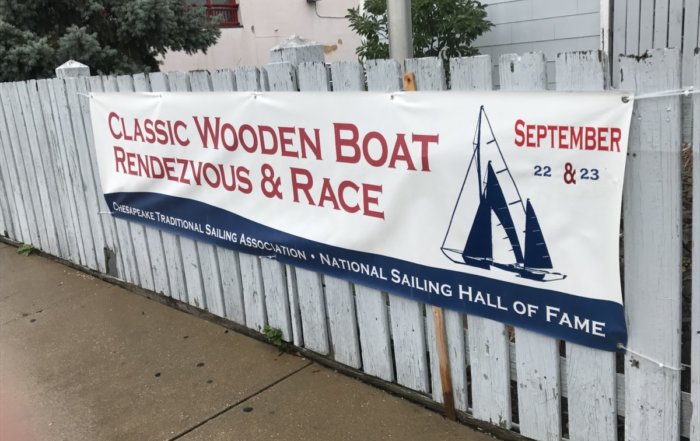 Classic Wooden Boat
Rendezvous & Race
September
22 & 23
Chesapeake Traditional Sailing Association • National Sailing Hall of Fame